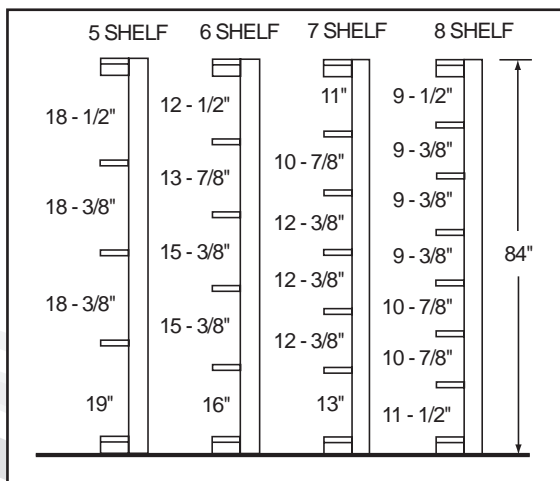 5 SHELF
6 SHELF
7 SHELF
8 SHELF
18 - 1/2"
18 - 3/8"
18 - 3/8"
19"
12 - 1/2"
13 - 7/8"
15 - 3/8"
15 - 3/8"
16"
11"
10 - 7/8"
12 - 3/8"
12 - 3/8"
12 - 3/8"
13"
9 - 1/2"
9 - 3/8"
9 - 3/8"
9 - 3/8"
10 - 7/8"
10 - 7/8"
11 - 1/2"
84"